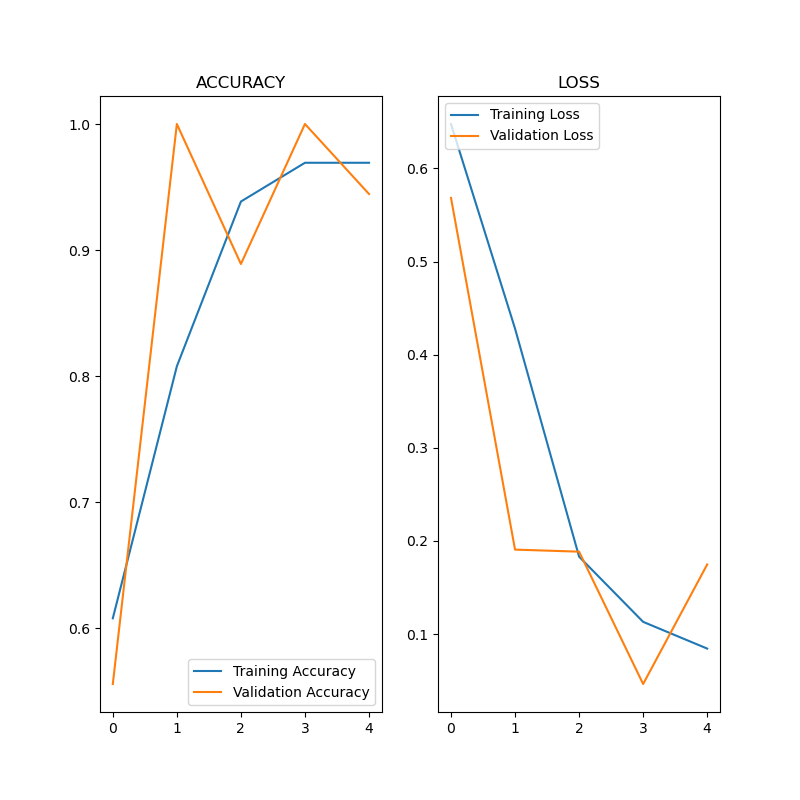 ACCURACY
1.0
0.9
0.8
0.7
0.6
Training Accuracy
Validation Accuracy
0 1 2 3 4
LOSS
Training Loss
Validation Loss
0.6
0.5
0.4
0.3
0.2
0.1
0 1 2 3 4